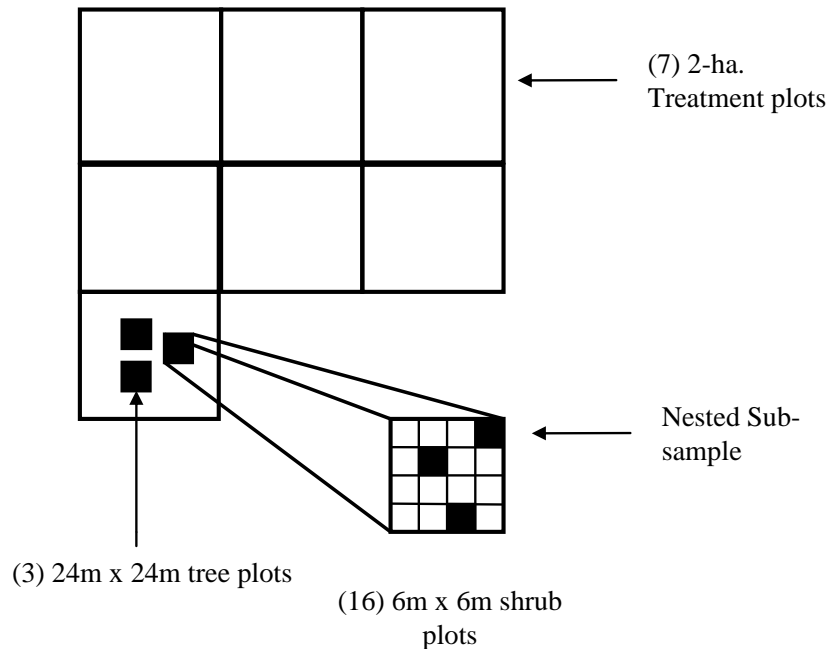 (7) 2-ha.
Treatment plots
Nested Sub-
sample
(3) 24m x 24m tree plots
(16) 6m x 6m shrub
plots